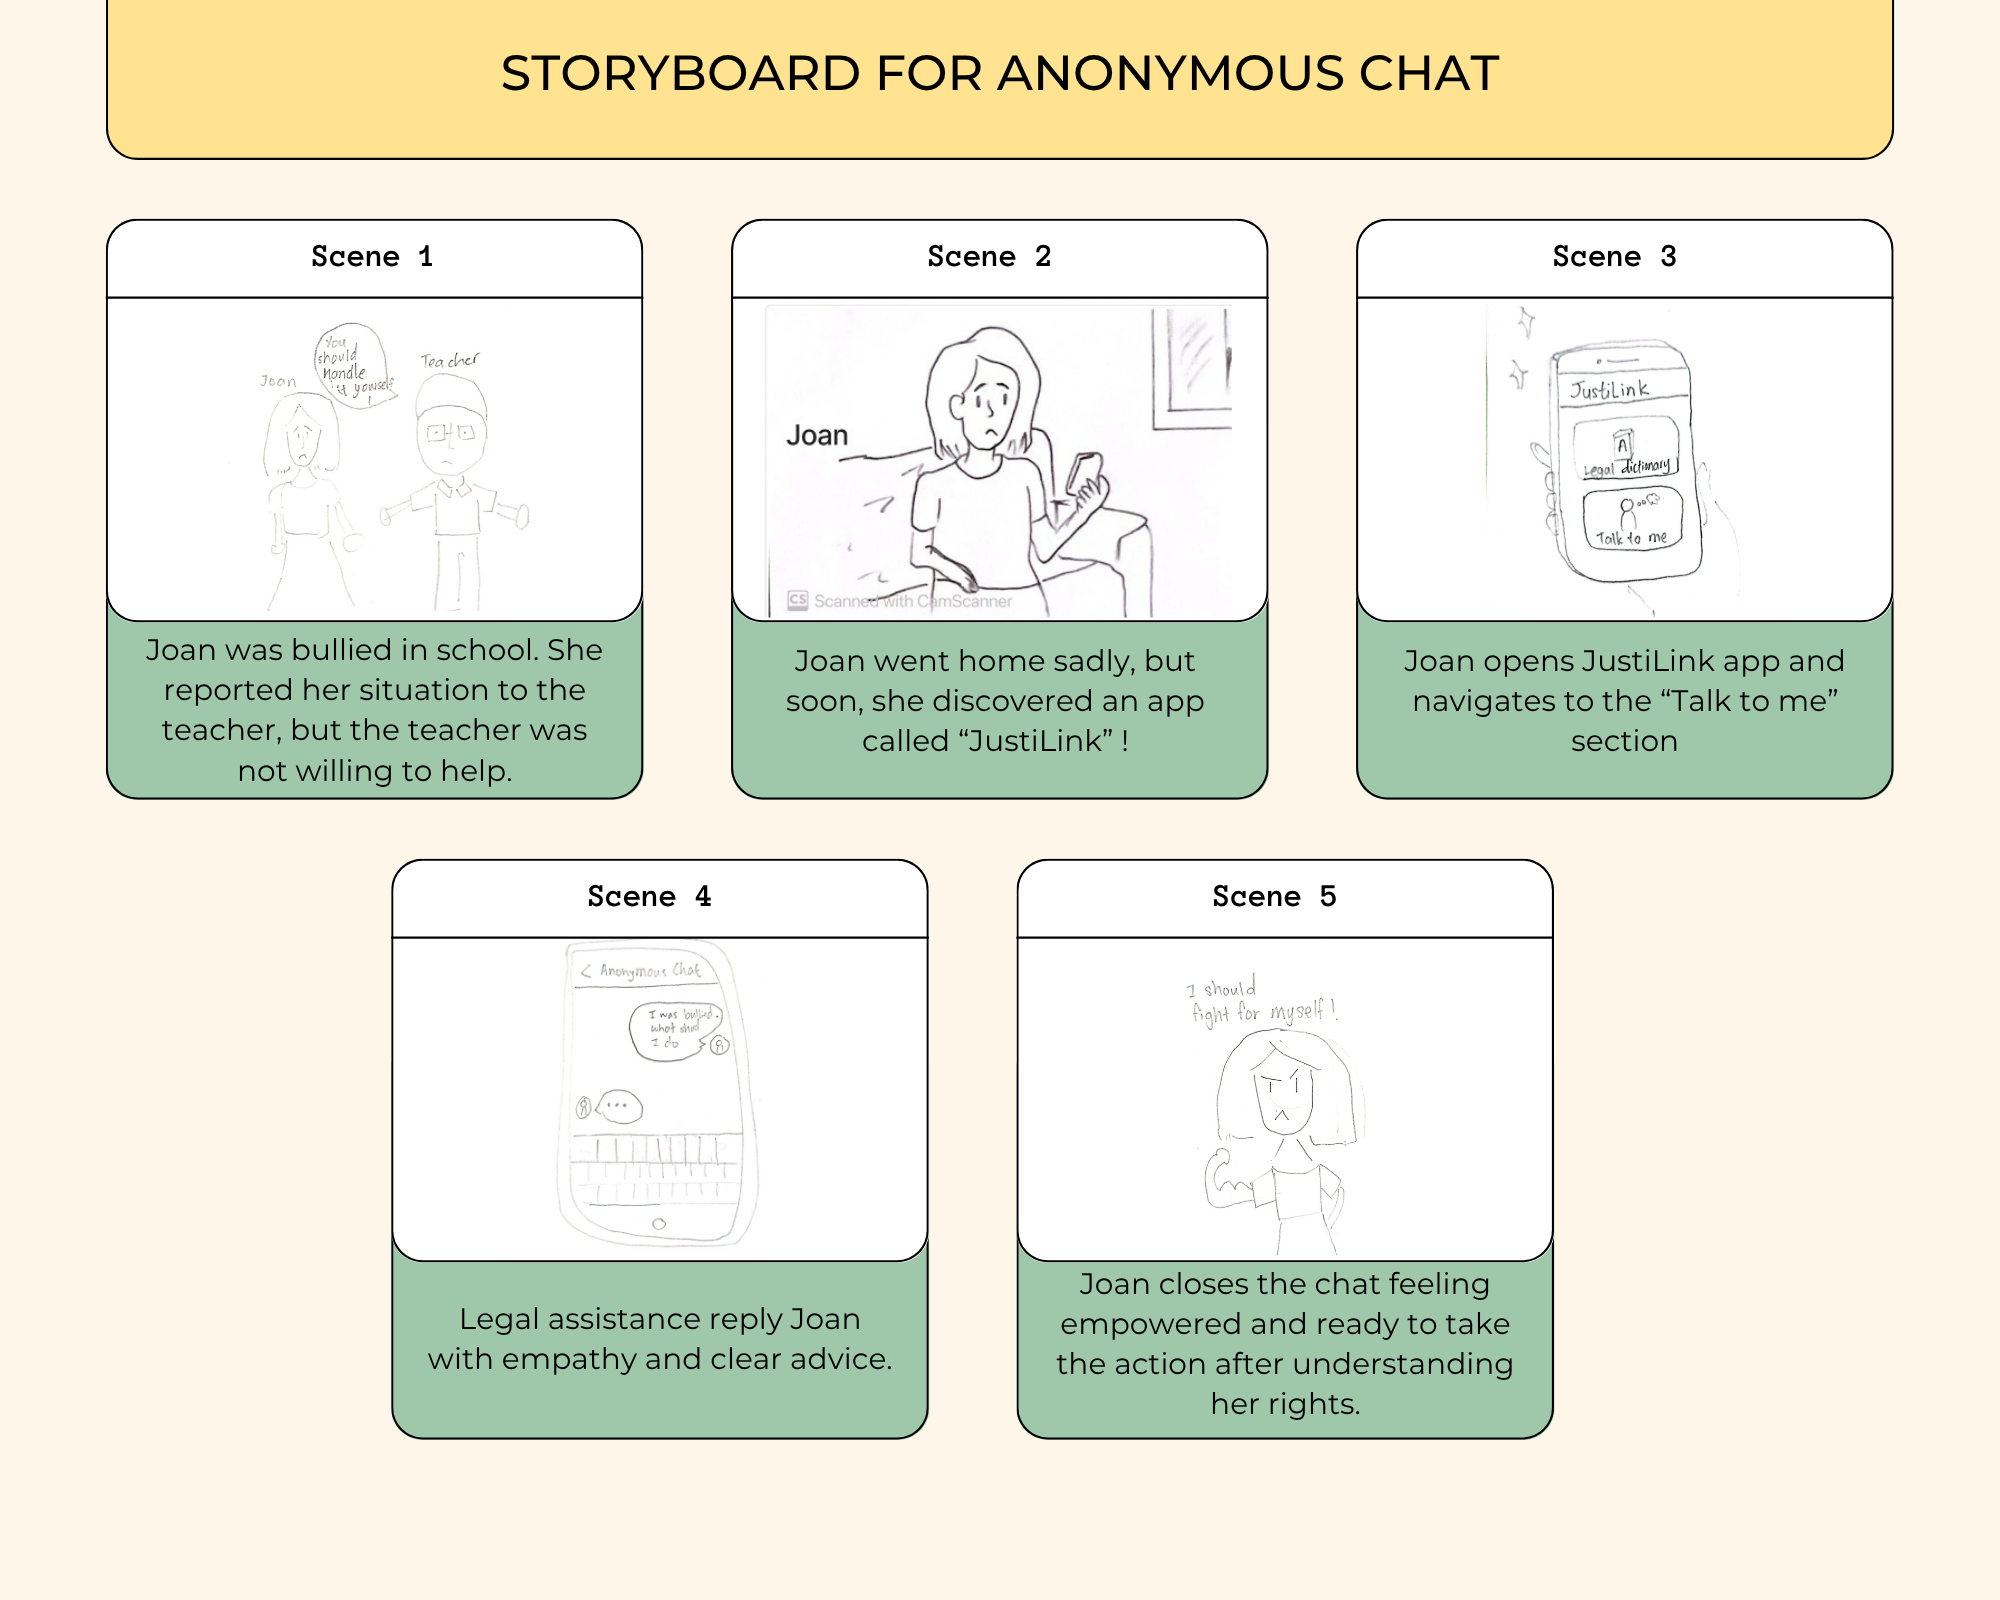 STORYBOARD FOR ANONYMOUS CHAT
Scene 1
You
should
handle
it yourself
!
Joan
Teacher
Joan was bullied in school. She
reported her situation to the
teacher, but the teacher was
not willing to help.
Scene 2
Joan
CS Scanned with CamScanner
Joan went home sadly, but
soon, she discovered an app
called “JustiLink” !
Scene 3
JustiLink
A
Legal dictionary
Talk to me
Joan opens JustiLink app and
navigates to the “Talk to me”
section
Scene 4
< Anonymous Chat
I was bullied.
what
I do
...
Legal assistance reply Joan
with empathy and clear advice.
Scene 5
I should
fight for myself!
Joan closes the chat feeling
empowered and ready to take
the action after understanding
her rights.